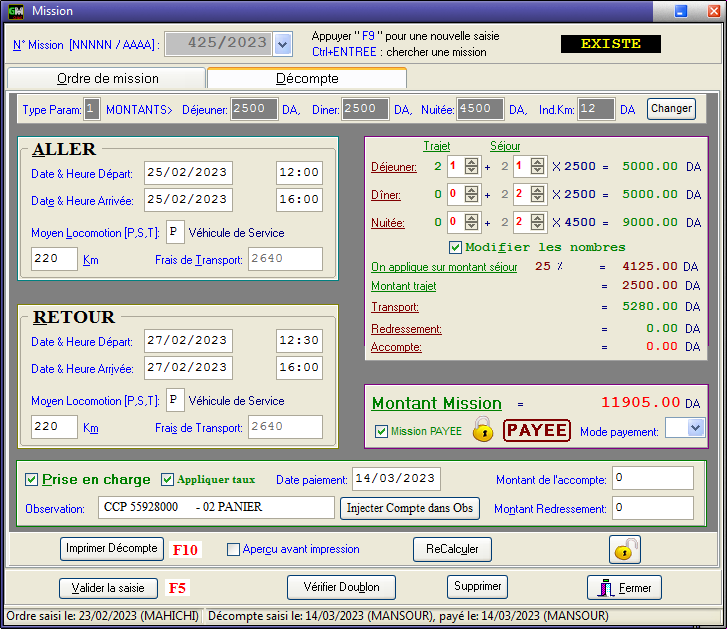 GM Mission
N° Mission [NNNNN / AAAA] : 425/2023 Appuyer " F9 " pour une nouvelle saisie
Ctrl+ENTREE : chercher une mission
EXISTE
Ordre de mission Décompte
Type Param: 1 MONTANTS> Déjeuner: 2500 DA, Diner: 2500 DA, Nuitée: 4500 DA, Ind.Km: 12 DA Changer
ALLER
Date & Heure Départ: 25/02/2023 12:00
Date & Heure Arrivée: 25/02/2023 16:00
Moyen Locomotion [P,S,T]: P Véhicule de Service
220 Km Frais de Transport: 2640
RETOUR
Date & Heure Départ: 27/02/2023 12:30
Date & Heure Arrivée: 27/02/2023 16:00
Moyen Locomotion [P,S,T]: P Véhicule de Service
220 Km Frais de Transport: 2640
Trajet Séjour
Déjeuner: 2 1 + 2 1 X 2500 = 5000.00 DA
Dîner: 0 0 + 2 2 X 2500 = 5000.00 DA
Nuitée: 0 0 + 2 2 X 4500 = 9000.00 DA
Modifier les nombres
On applique sur montant séjour 25 % = 4125.00 DA
Montant trajet = 2500.00 DA
Transport: = 5280.00 DA
Redressement: = 0.00 DA
Accompte: = 0.00 DA
Montant Mission = 11905.00 DA
Mission PAYEE PAYEE Mode payement:
Prise en charge Appliquer taux Date paiement: 14/03/2023 Montant de l'accompte: 0
Observation: CCP 55928000 - 02 PANIER Injecter Compte dans Obs Montant Redressement: 0
Imprimer Décompte F10 Aperçu avant impression ReCalculer
Valider la saisie F5 Vérifier Doublon Supprimer Fermer
Ordre saisi le: 23/02/2023 (MAHICHI) Décompte saisi le: 14/03/2023 (MANSOUR), payé le: 14/03/2023 (MANSOUR)